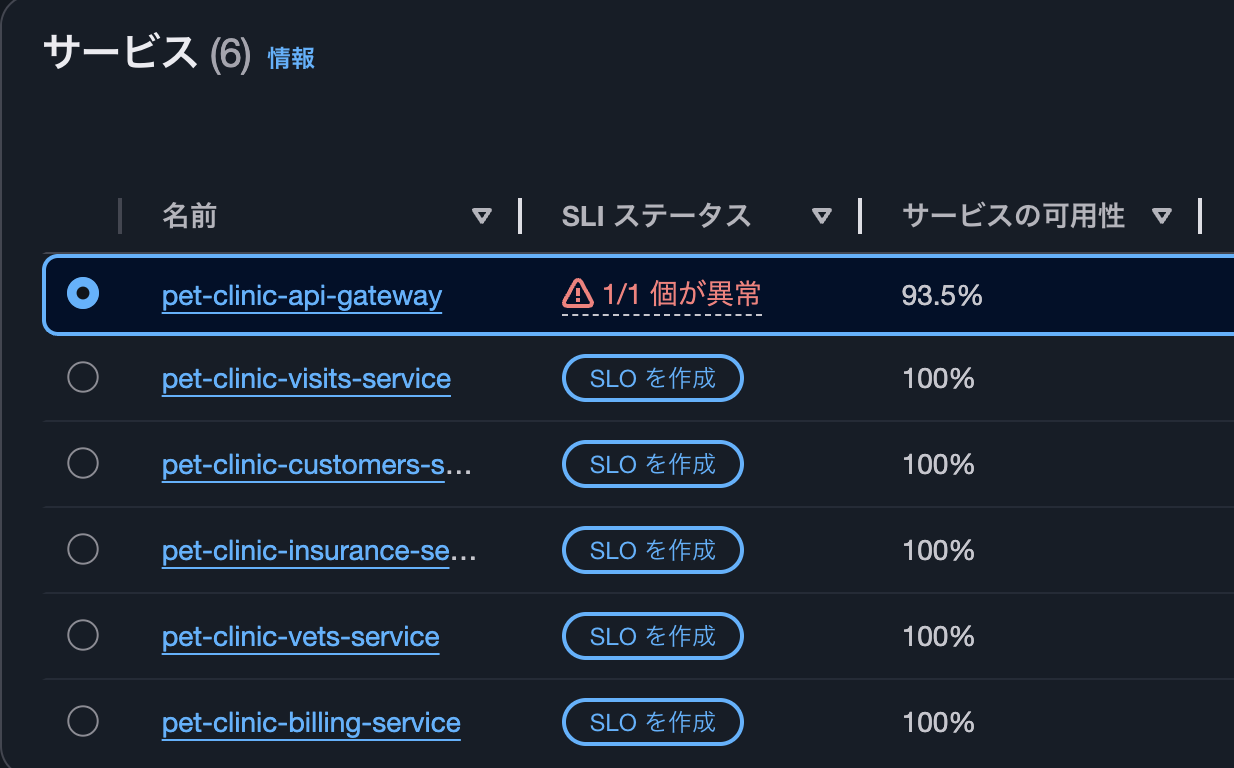 サービス (6) 情報
名前 SLI ステータス サービスの可用性
pet-clinic-api-gateway 1/1 個が異常 93.5%
pet-clinic-visits-service SLO を作成 100%
pet-clinic-customers-s... SLO を作成 100%
pet-clinic-insurance-se... SLO を作成 100%
pet-clinic-vets-service SLO を作成 100%
pet-clinic-billing-service SLO を作成 100%